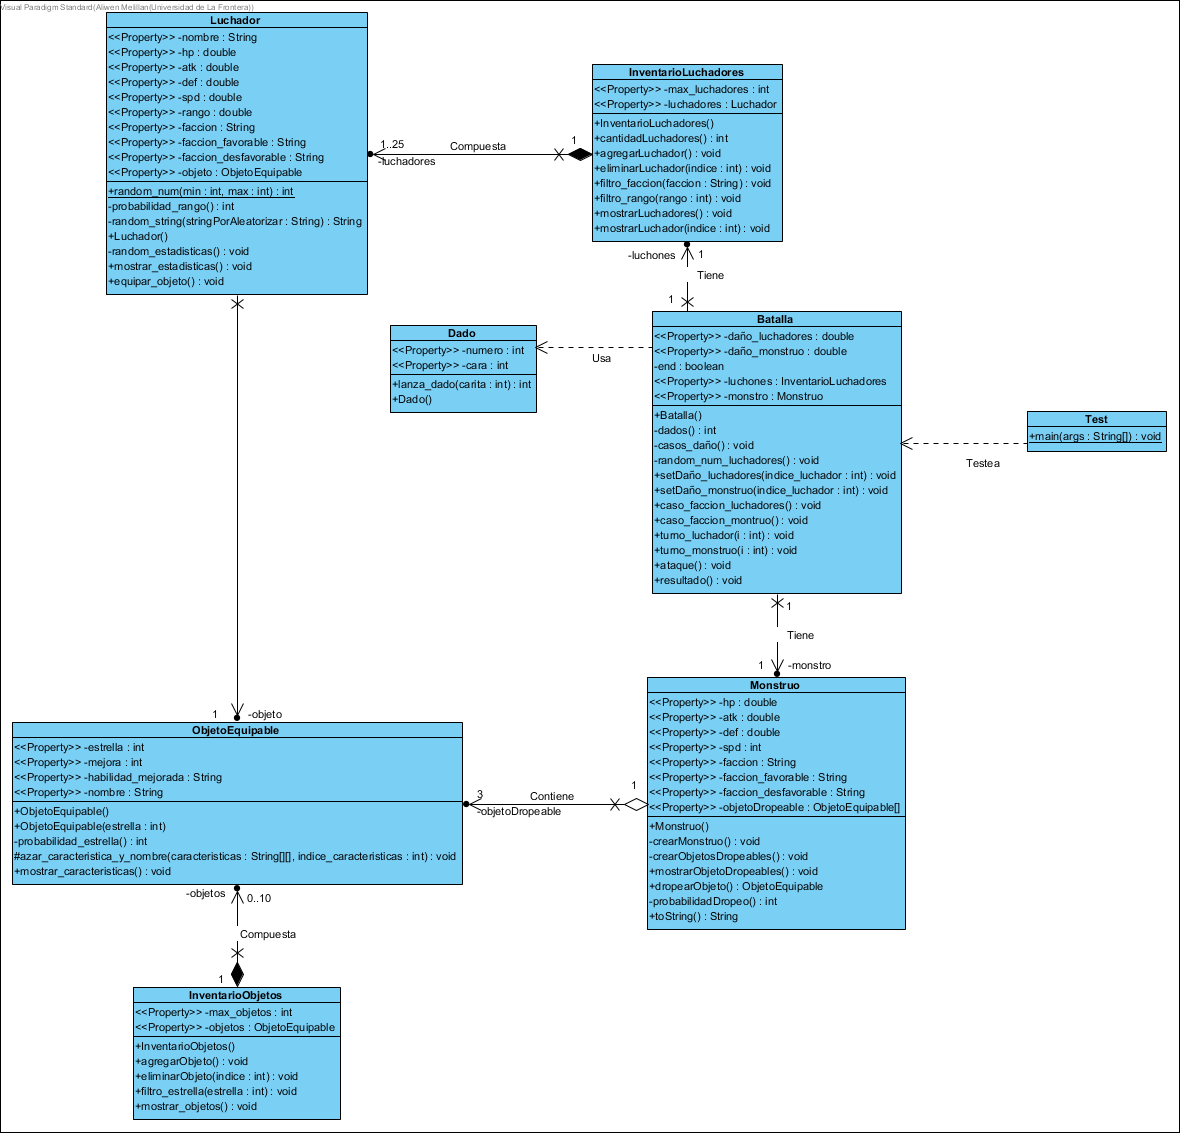 Visual Paradigm Standard(Aliwen Melillan(Universidad de La Frontera))
Luchador
<<Property>> -nombre : String
<<Property>> -hp : double
<<Property>> -atk : double
<<Property>> -def : double
<<Property>> -spd : double
<<Property>> -rango : double
<<Property>> -faccion : String
<<Property>> -faccion_favorable : String
<<Property>> -faccion_desfavorable : String
<<Property>> -objeto : ObjetoEquipable
+random_num(min : int, max : int) : int
-probabilidad_rango() : int
-random_string(stringPorAleatorizar : String) : String
+Luchador()
-random_estadisticas() : void
+mostrar_estadisticas() : void
+equipar_objeto() : void
1..25
-luchadores
Compuesta
1
InventarioLuchadores
<<Property>> -max_luchadores : int
<<Property>> -luchadores : Luchador
+InventarioLuchadores()
+cantidadLuchadores() : int
+agregarLuchador() : void
+eliminarLuchador(indice : int) : void
+filtro_faccion(faccion : String) : void
+filtro_rango(rango : int) : void
+mostrarLuchadores() : void
+mostrarLuchador(indice : int) : void
-luchones
1
Tiene
1
Dado
<<Property>> -numero : int
<<Property>> -cara : int
+lanza_dado(carita : int) : int
+Dado()
Usa
Batalla
<<Property>> -daño_luchadores : double
<<Property>> -daño_monstruo : double
-end : boolean
<<Property>> -luchones : InventarioLuchadores
<<Property>> -monstro : Monstruo
+Batalla()
-dados() : int
-casos_daño() : void
-random_num_luchadores() : void
+setDaño_luchadores(indice_luchador : int) : void
+setDaño_monstruo(indice_luchador : int) : void
+caso_faccion_luchadores() : void
+caso_faccion_montruo() : void
+turno_luchador(i : int) : void
+turno_monstruo(i : int) : void
+ataque() : void
+resultado() : void
Test
+main(args : String[]) : void
Testea
1
Tiene
1
-monstro
Monstruo
<<Property>> -hp : double
<<Property>> -atk : double
<<Property>> -def : double
<<Property>> -spd : int
<<Property>> -faccion : String
<<Property>> -faccion_favorable : String
<<Property>> -faccion_desfavorable : String
<<Property>> -objetoDropeable : ObjetoEquipable[]
+Monstruo()
-crearMonstruo() : void
-crearObjetosDropeables() : void
+mostrarObjetoDropeables() : void
+dropearObjeto() : ObjetoEquipable
-probabilidadDropeo() : int
+toString() : String
1
-objeto
ObjetoEquipable
<<Property>> -estrella : int
<<Property>> -mejora : int
<<Property>> -habilidad_mejorada : String
<<Property>> -nombre : String
+ObjetoEquipable()
+ObjetoEquipable(estrella : int)
-probabilidad_estrella() : int
#azar_caracteristica_y_nombre(caracteristicas : String[][], indice_caracteristicas : int) : void
+mostrar_caracteristicas() : void
3
-objetoDropeable
Contiene
1
-objetos
0..10
Compuesta
1
InventarioObjetos
<<Property>> -max_objetos : int
<<Property>> -objetos : ObjetoEquipable
+InventarioObjetos()
+agregarObjeto() : void
+eliminarObjeto(indice : int) : void
+filtro_estrella(estrella : int) : void
+mostrar_objetos() : void